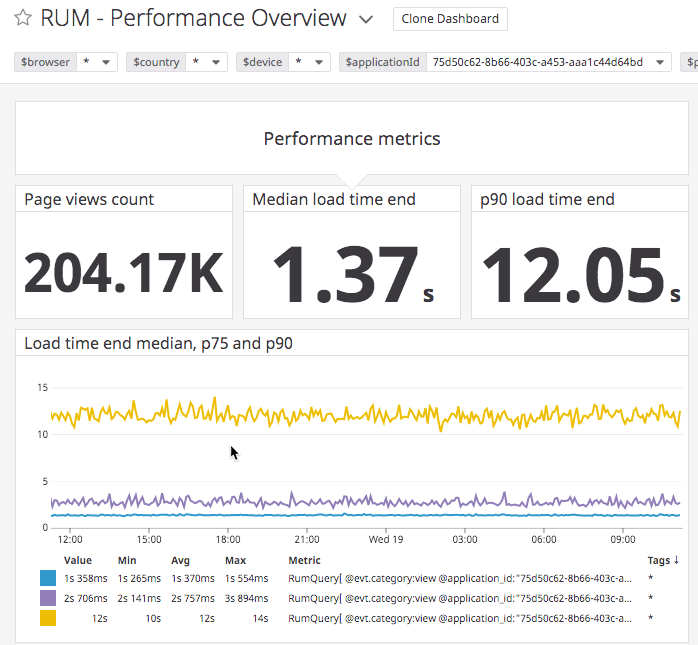 RUM - Performance Overview
Clone Dashboard
$browser * $country * $device * $applicationId 75d50c62-8b66-403c-a453-aaa1c44d64bd $p
Performance metrics
Page views count Median load time end p90 load time end
204.17K 1.37 s 12.05 s
Load time end median, p75 and p90
15
10
5
0
12:00 15:00 18:00 21:00 Wed 19 03:00 06:00 09:00
Value Min Avg Max Metric Tags ↓
1s 358ms 1s 265ms 1s 370ms 1s 554ms RumQuery[ @evt.category:view @application_id:"75d50c62-8b66-403c-a... *
2s 706ms 2s 141ms 2s 757ms 3s 894ms RumQuery[ @evt.category:view @application_id:"75d50c62-8b66-403c-a... *
12s 10s 12s 14s RumQuery[ @evt.category:view @application_id:"75d50c62-8b66-403c-a... *